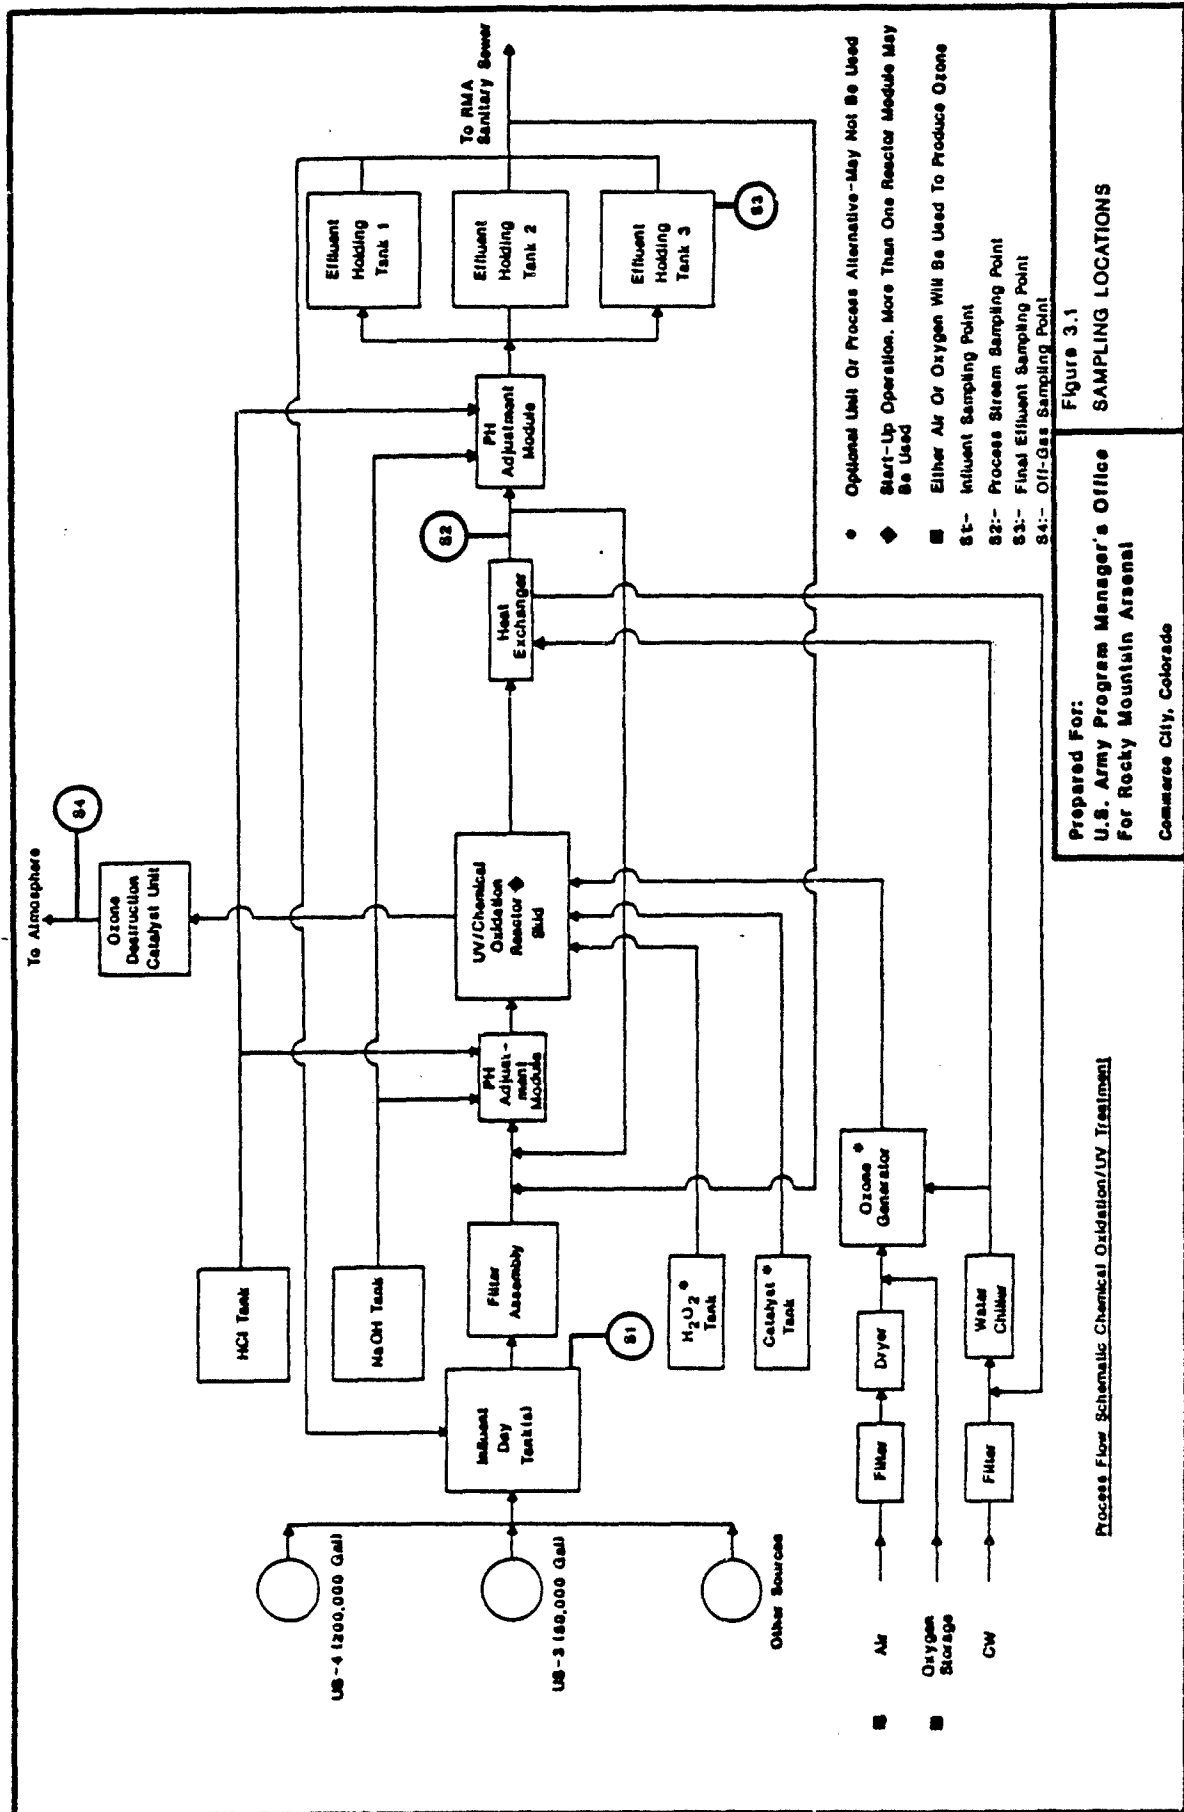 To Atmosphere
S4
Ozone
Destruction
Catalyst Unit
HCl Tank
NaOH Tank
US-4 (200,000 Gal)
US-3 (80,000 Gal)
Other Sources
Influent
Day
Tank(s)
S1
Filter
Assembly
PH
Adjust-
ment
Module
UV/Chemical
Oxidation
Reactor ◆
Skid
Heat
Exchanger
S2
PH
Adjustment
Module
Effluent
Holding
Tank 1
Effluent
Holding
Tank 2
Effluent
Holding
Tank 3
S3
To RMA
Sanitary Sewer
H2O2 *
Tank
Catalyst *
Tank
■ Air
Filter
Dryer
Ozone *
Generator
■ Oxygen
Storage
CW
Filter
Water
Chiller
● Optional Unit Or Process Alternative-May Not Be Used
◆ Start-Up Operation. More Than One Reactor Module May
Be Used
■ Either Air Or Oxygen Will Be Used To Produce Ozone
S1:- Influent Sampling Point
S2:- Process Stream Sampling Point
S3:- Final Effluent Sampling Point
S4:- Off-Gas Sampling Point
Process Flow Schematic Chemical Oxidation/UV Treatment
Prepared For:
U.S. Army Program Manager's Office
For Rocky Mountain Arsenal
Commerce City, Colorado
Figure 3.1
SAMPLING LOCATIONS